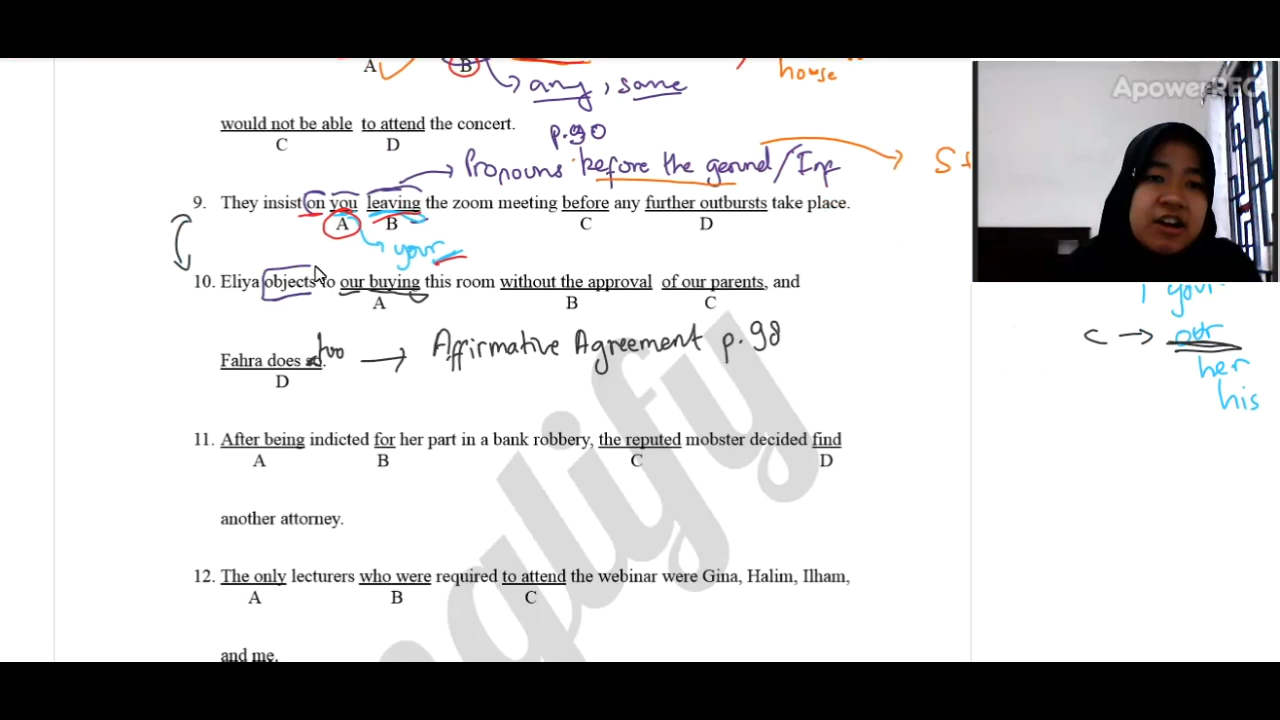 A B
house
any, some
would not be able to attend the concert.
C D
p.90
Pronouns before the gerund/Inf
9. They insist on you leaving the zoom meeting before any further outbursts take place.
A B C D
your
10. Eliya objects to our buying this room without the approval of our parents, and
A B C
Fahra does too. → Affirmative Agreement p.98
D
11. After being indicted for her part in a bank robbery, the reputed mobster decided find
A B C D
another attorney.
12. The only lecturers who were required to attend the webinar were Gina, Halim, Ilham,
A B C
and me.
C → our
her
his